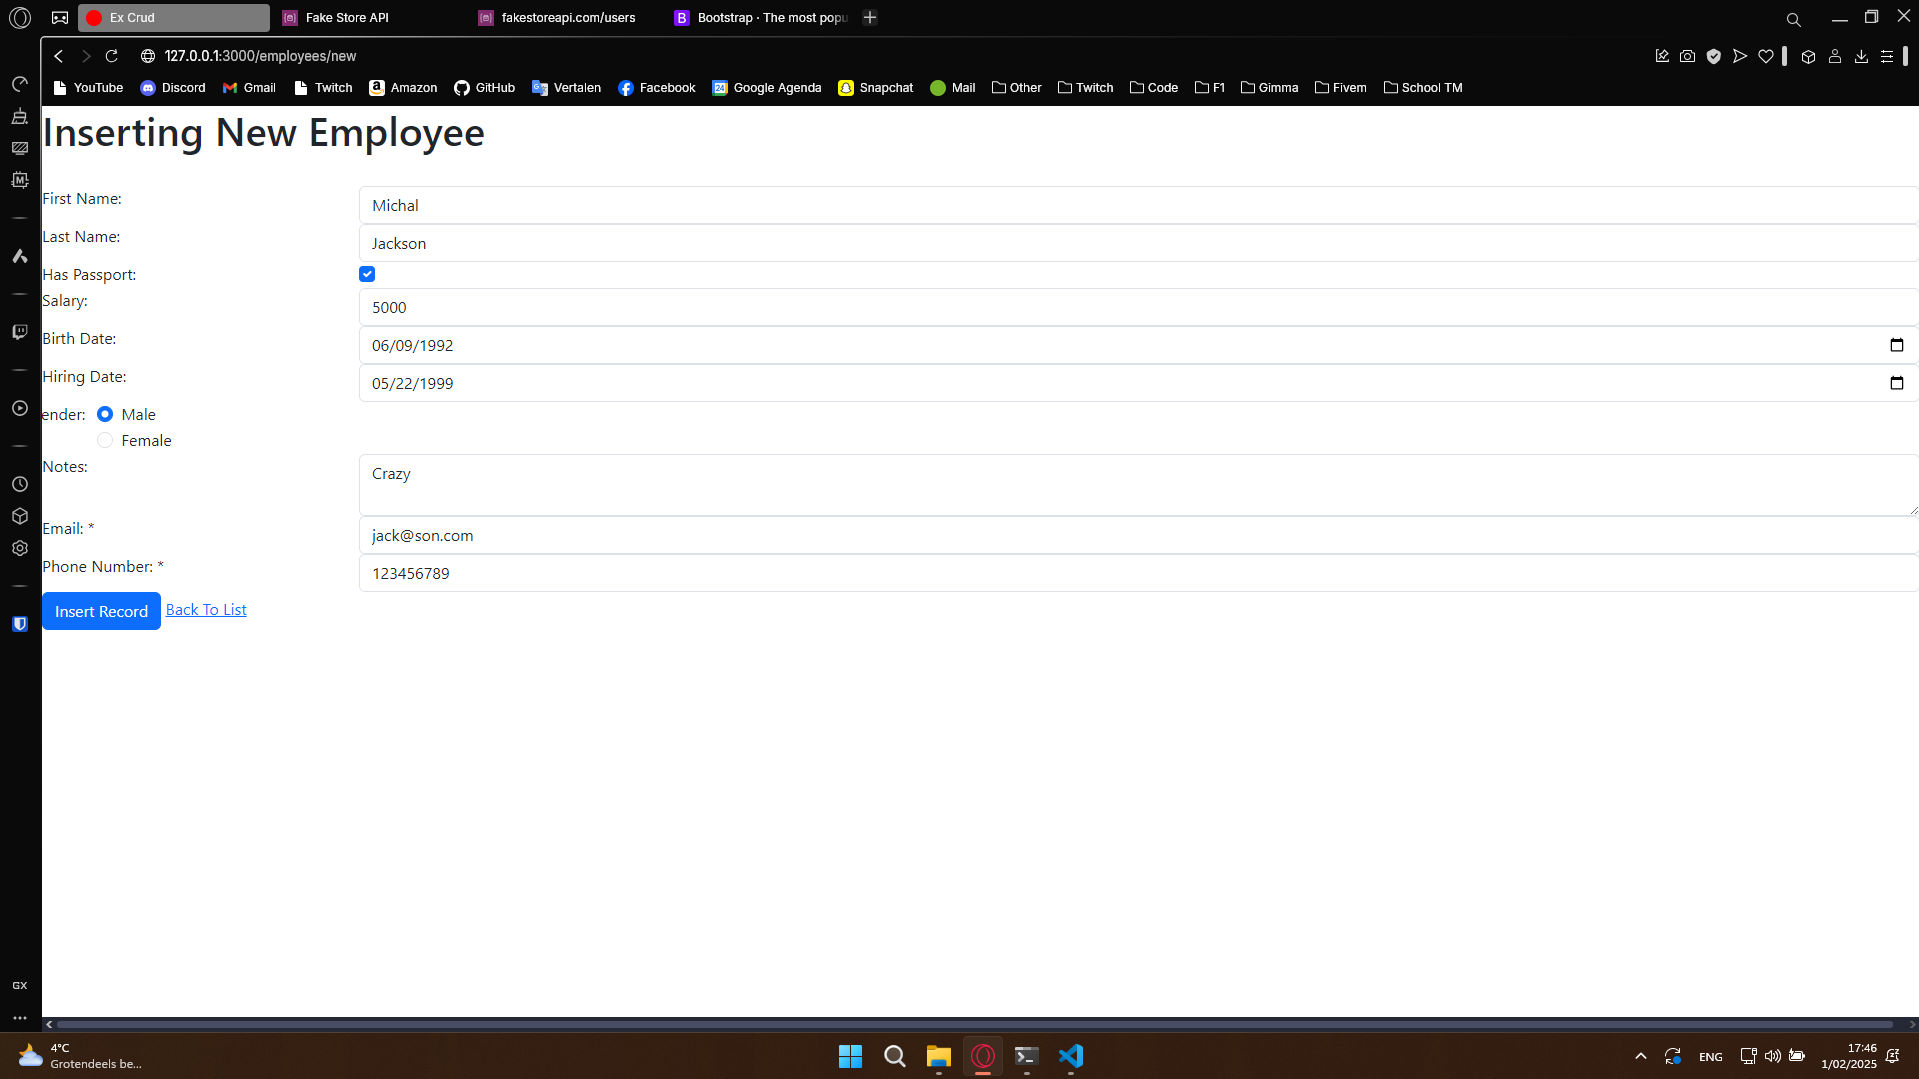 Ex Crud
Fake Store API
fakestoreapi.com/users
Bootstrap · The most popu
127.0.0.1:3000/employees/new
YouTube Discord Gmail Twitch Amazon GitHub Vertalen Facebook Google Agenda Snapchat Mail Other Twitch Code F1 Gimma Fivem School TM
Inserting New Employee
First Name: Michal
Last Name: Jackson
Has Passport:
Salary: 5000
Birth Date: 06/09/1992
Hiring Date: 05/22/1999
ender: Male
Female
Notes: Crazy
Email: * jack@son.com
Phone Number: * 123456789
Insert Record Back To List
GX
4°C
Grotendeels be...
ENG
17:46
1/02/2025